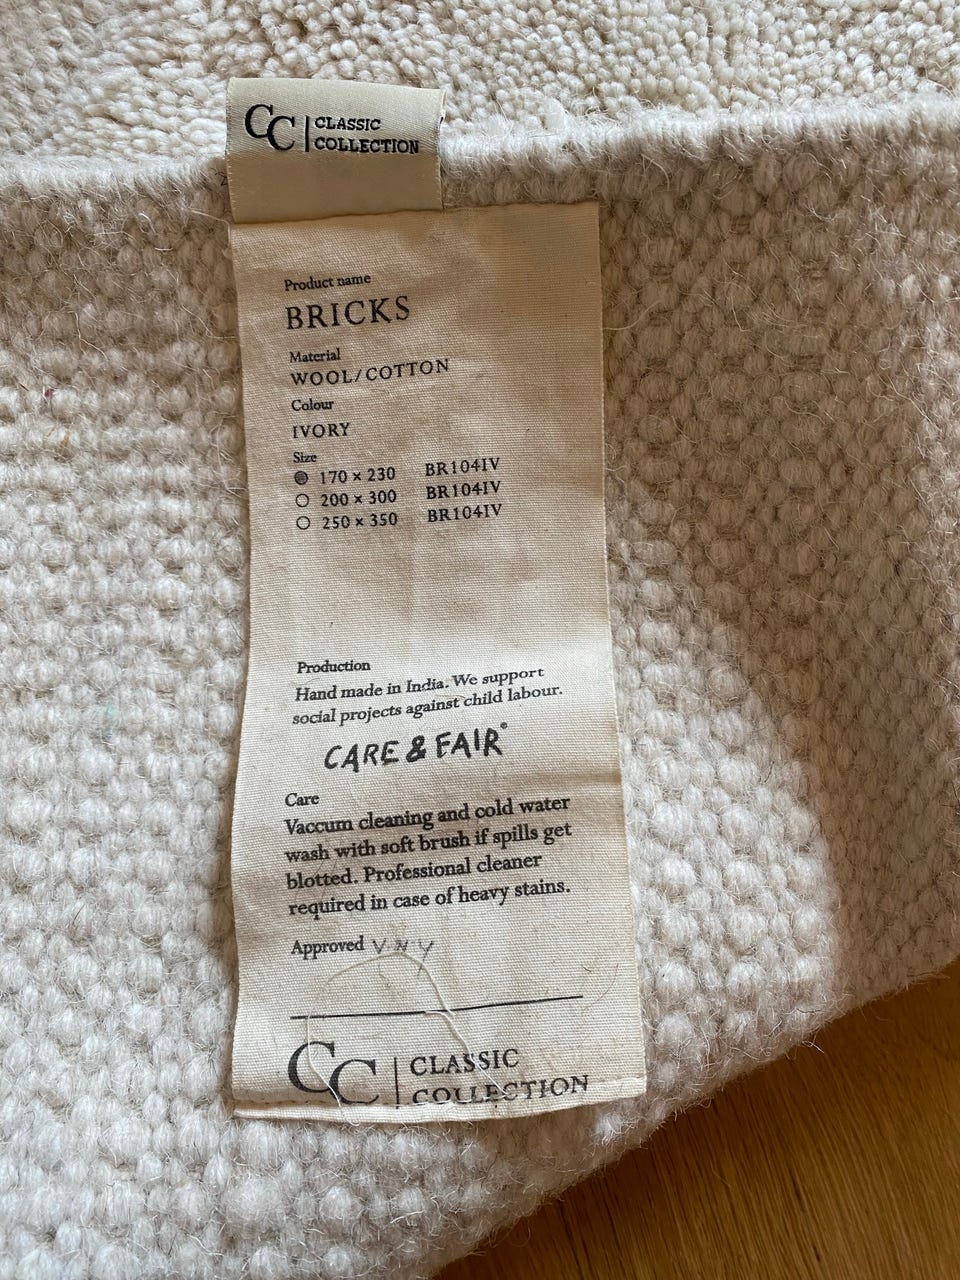 CC | CLASSIC
COLLECTION
Product name
BRICKS
Material
WOOL/COTTON
Colour
IVORY
Size
170 × 230 BR104IV
200 × 300 BR104IV
250 × 350 BR104IV
Production
Hand made in India. We support
social projects against child labour.
CARE & FAIR®
Care
Vaccum cleaning and cold water
wash with soft brush if spills get
blotted. Professional cleaner
required in case of heavy stains.
Approved
CC | CLASSIC
COLLECTION